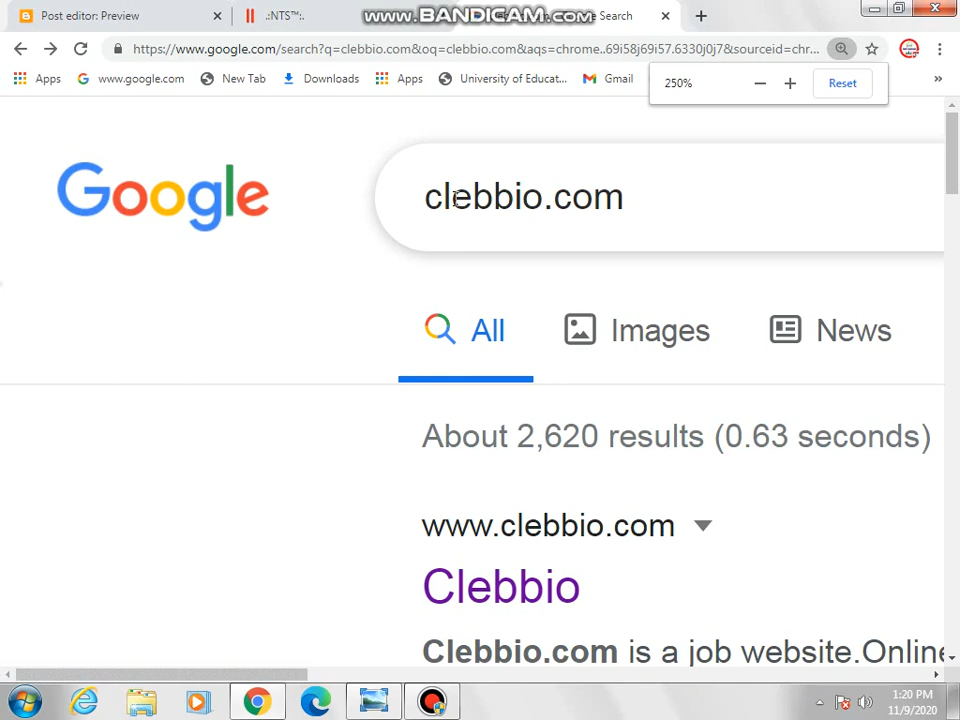 Post editor: Preview
.:NTS™:.
WWW.BANDICAM.COM
Search
https://www.google.com/search?q=clebbio.com&oq=clebbio.com&aqs=chrome..69i58j69i57.6330j0j7&sourceid=chr...
Apps
www.google.com
New Tab
Downloads
Apps
University of Educat...
Gmail
»
250%
Reset
Google
clebbio.com
All
Images
News
About 2,620 results (0.63 seconds)
www.clebbio.com
Clebbio
Clebbio.com is a job website.Online
1:20 PM
11/9/2020